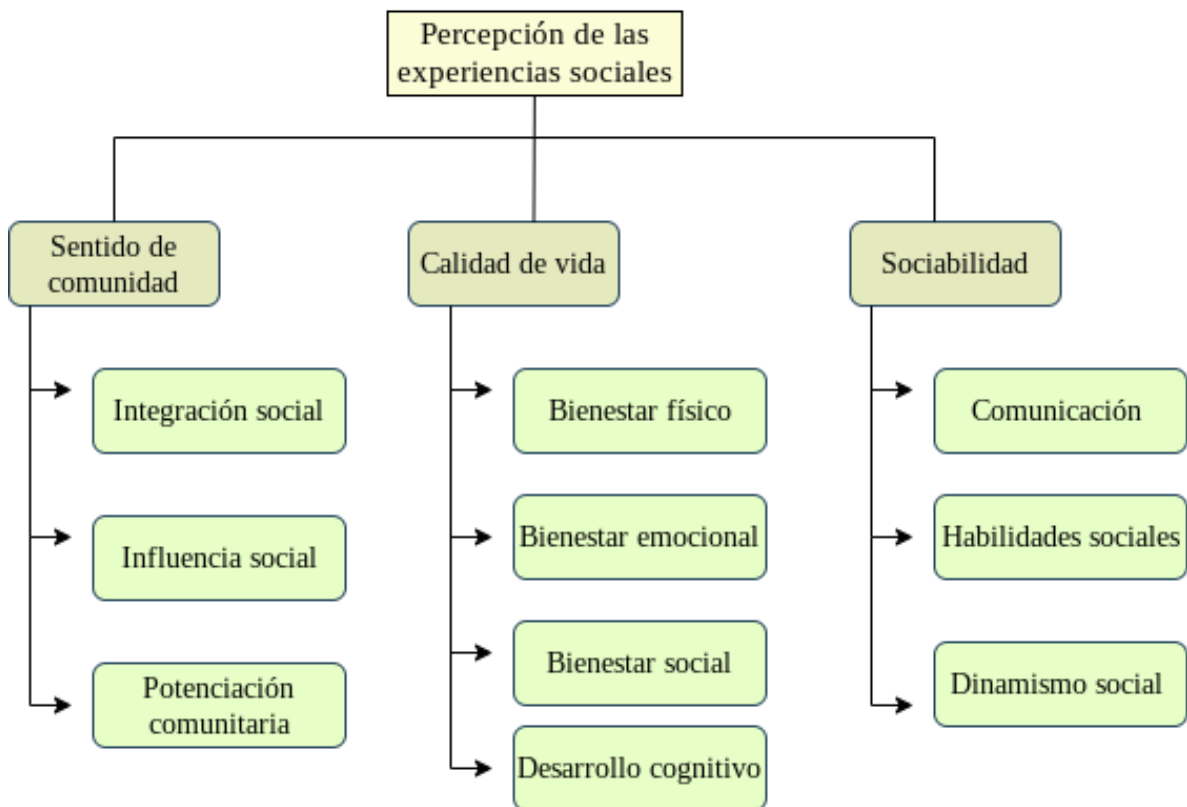 Percepción de las
experiencias sociales
Sentido de
comunidad
Integración social
Influencia social
Potenciación
comunitaria
Calidad de vida
Bienestar físico
Bienestar emocional
Bienestar social
Desarrollo cognitivo
Sociabilidad
Comunicación
Habilidades sociales
Dinamismo social